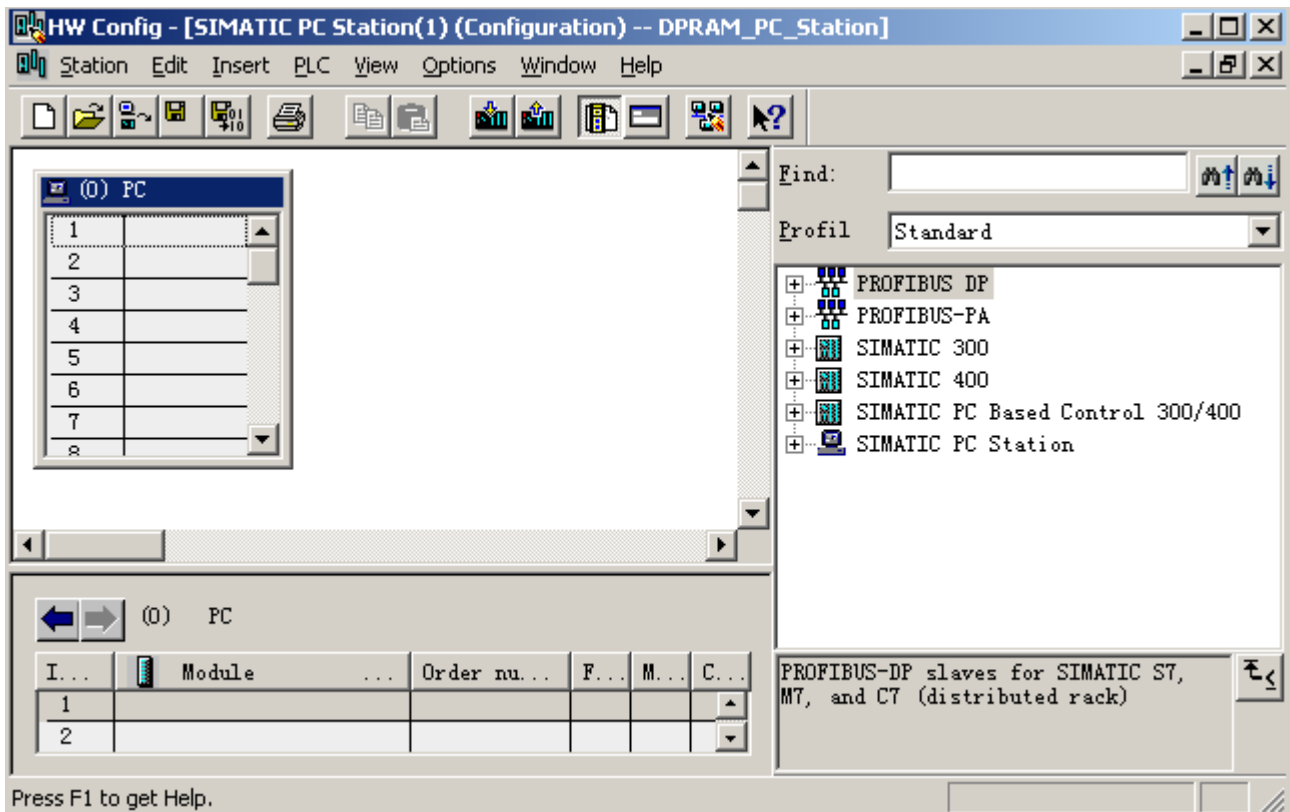 HW Config - [SIMATIC PC Station(1) (Configuration) -- DPRAM_PC_Station]
Station Edit Insert PLC View Options Window Help
(0) PC
1
2
3
4
5
6
7
8
Find:
Profil Standard
PROFIBUS DP
PROFIBUS-PA
SIMATIC 300
SIMATIC 400
SIMATIC PC Based Control 300/400
SIMATIC PC Station
(0) PC
I... Module ... Order nu... F... M... C...
1
2
PROFIBUS-DP slaves for SIMATIC S7,
M7, and C7 (distributed rack)
Press F1 to get Help.